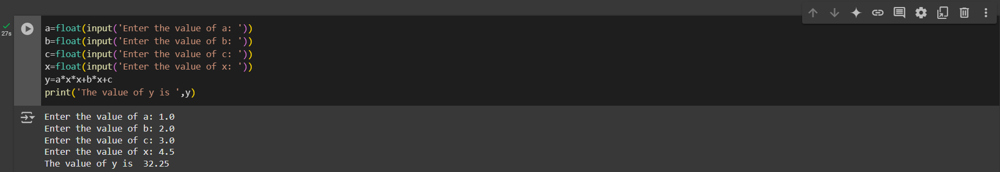 27s
a=float(input('Enter the value of a: '))
b=float(input('Enter the value of b: '))
c=float(input('Enter the value of c: '))
x=float(input('Enter the value of x: '))
y=a*x*x+b*x+c
print('The value of y is ',y)
Enter the value of a: 1.0
Enter the value of b: 2.0
Enter the value of c: 3.0
Enter the value of x: 4.5
The value of y is  32.25